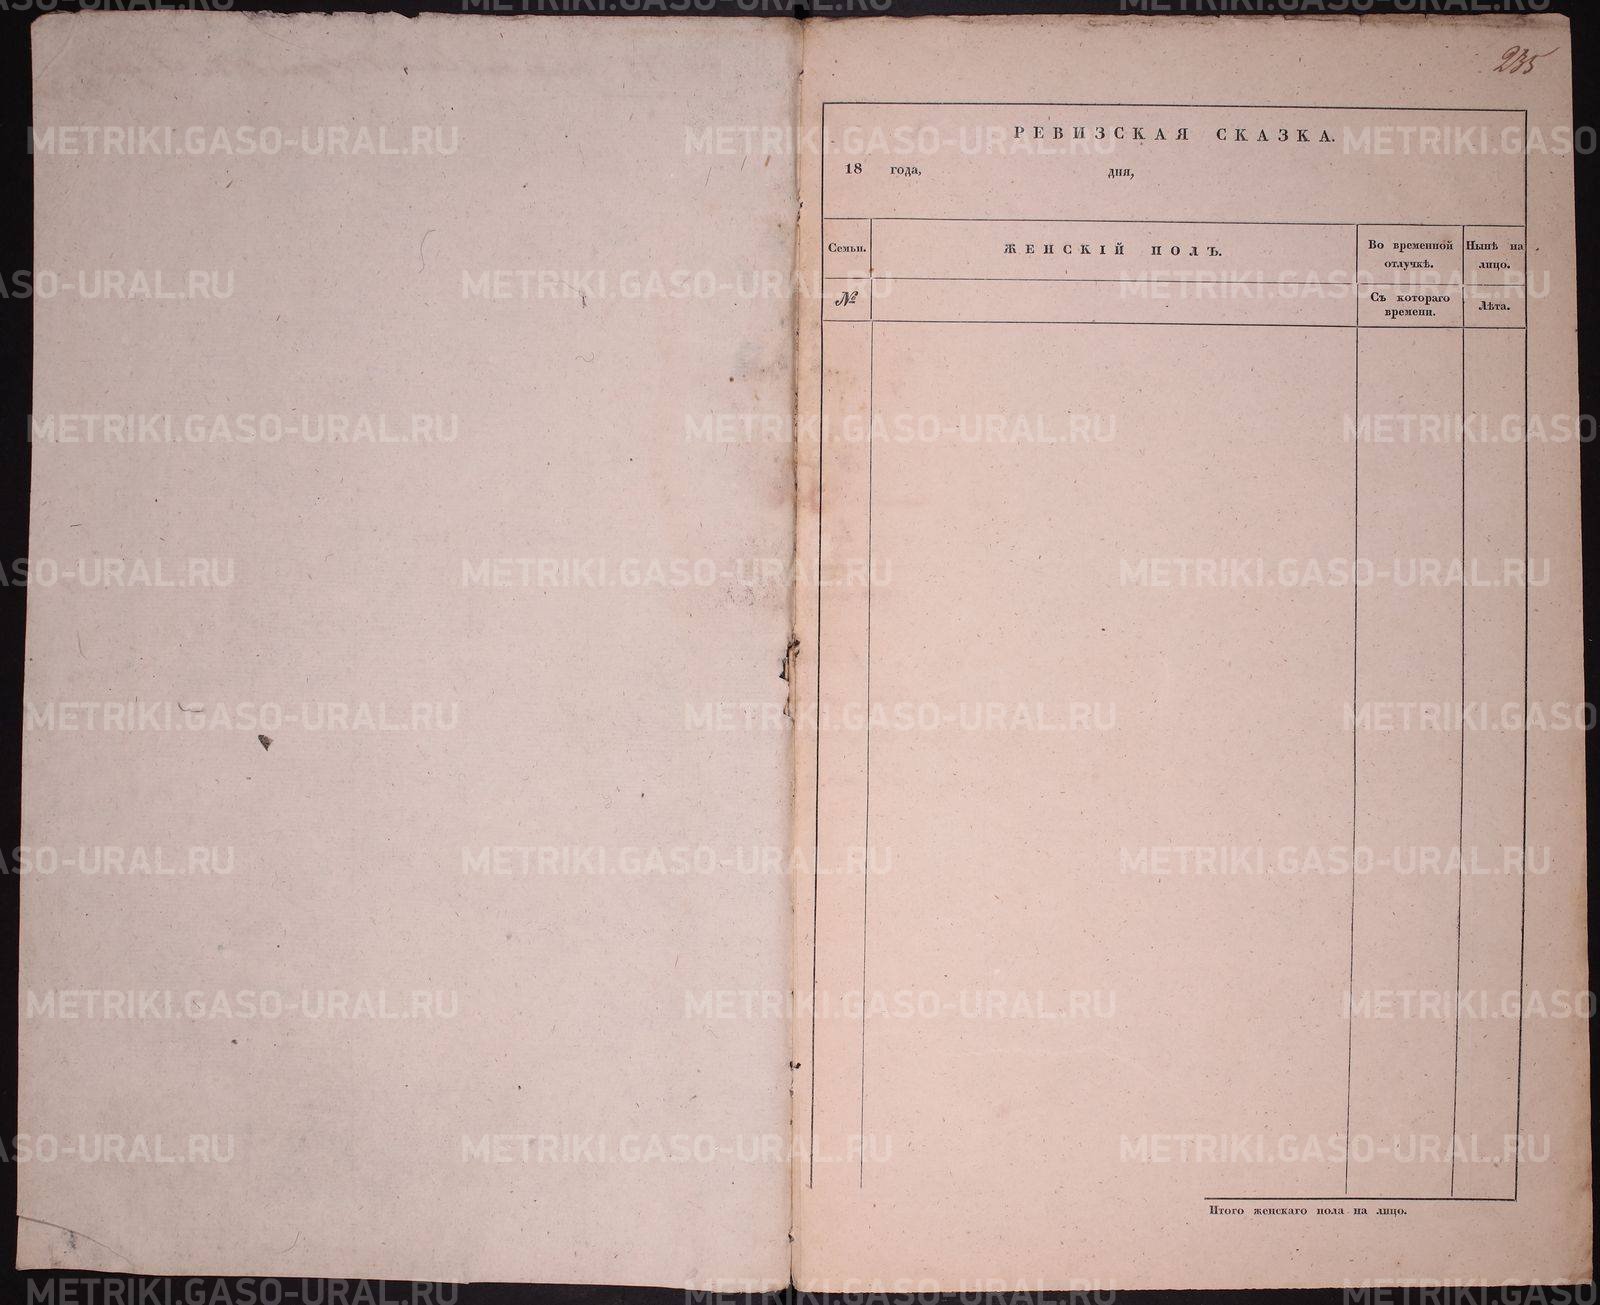 235
РЕВИЗСКАЯ СКАЗКА.
18 года, дня,
Семьи. ЖЕНСКІЙ ПОЛЪ. Во временной отлучкѣ. Нынѣ на лицо.
№ Съ котораго времени. Лѣта.
Итого женскаго пола на лицо.
METRIKI.GASO-URAL.RU